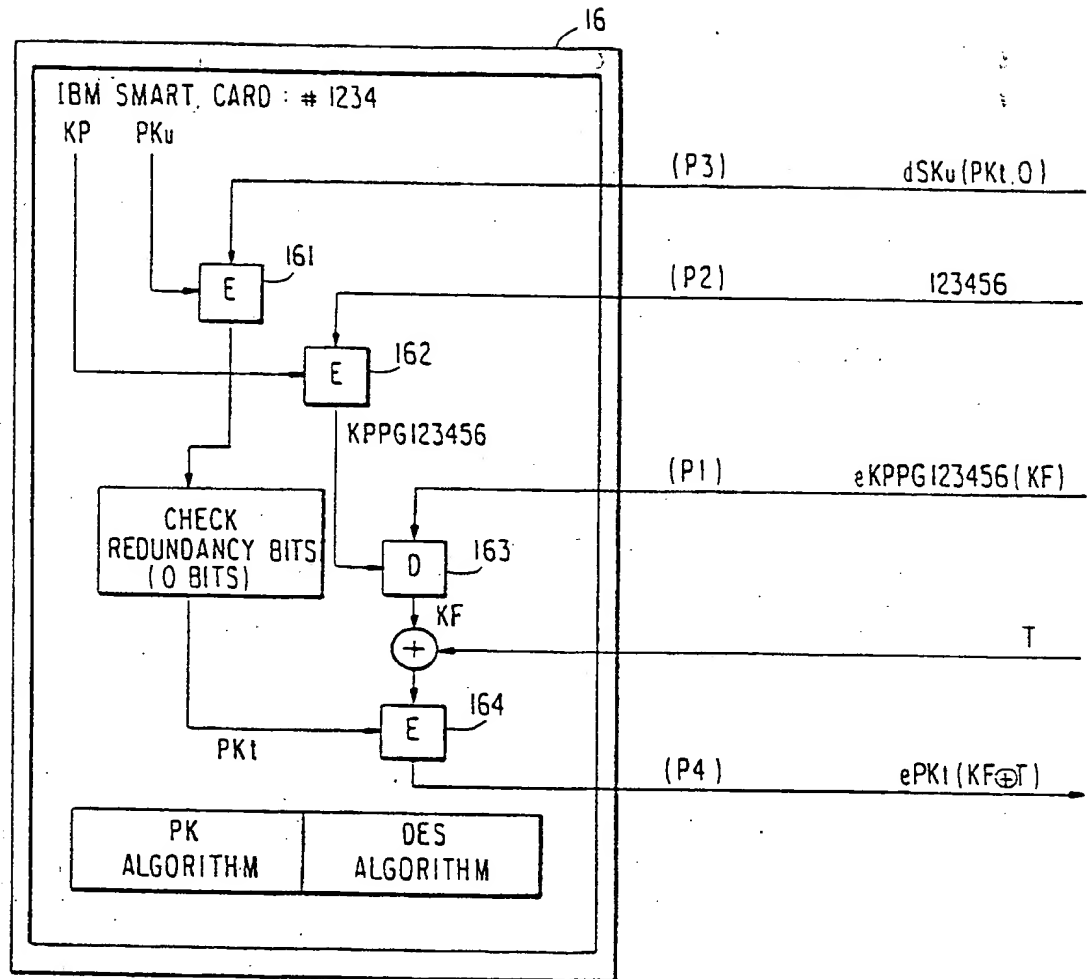 16
IBM SMART CARD : # 1234
KP PKu
(P3) dSKu(PKt,0)
161
E
(P2) 123456
162
E
KPPG123456
(P1) eKPPG123456(KF)
CHECK
REDUNDANCY BITS
(0 BITS)
D 163
KF
+ T
164
E
PKt
(P4) ePKt(KF⊕T)
PK
ALGORITHM
DES
ALGORITHM